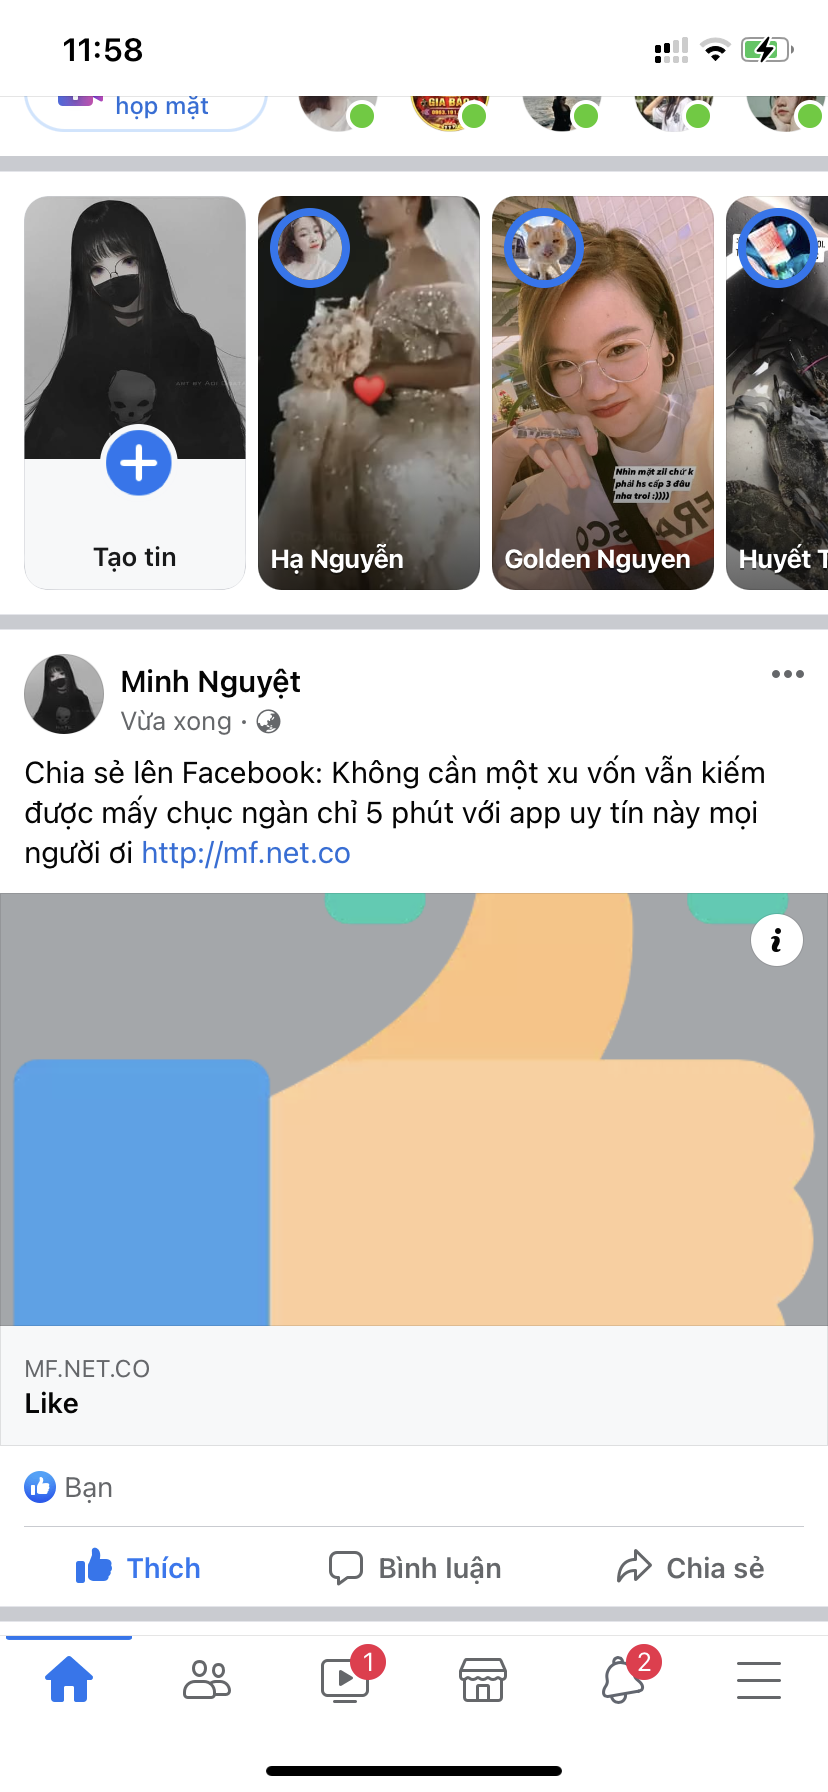 11:58
họp mặt
GIA BẢO
ART BY AOI
Nhìn mặt zil chứ k
phải hs cấp 3 đâu
nha troi :))))
Tạo tin
Hạ Nguyễn
Golden Nguyen
Huyết T
Minh Nguyệt
Vừa xong ·
Chia sẻ lên Facebook: Không cần một xu vốn vẫn kiếm
được mấy chục ngàn chỉ 5 phút với app uy tín này mọi
người ơi http://mf.net.co
MF.NET.CO
Like
Bạn
Thích
Bình luận
Chia sẻ
1
2